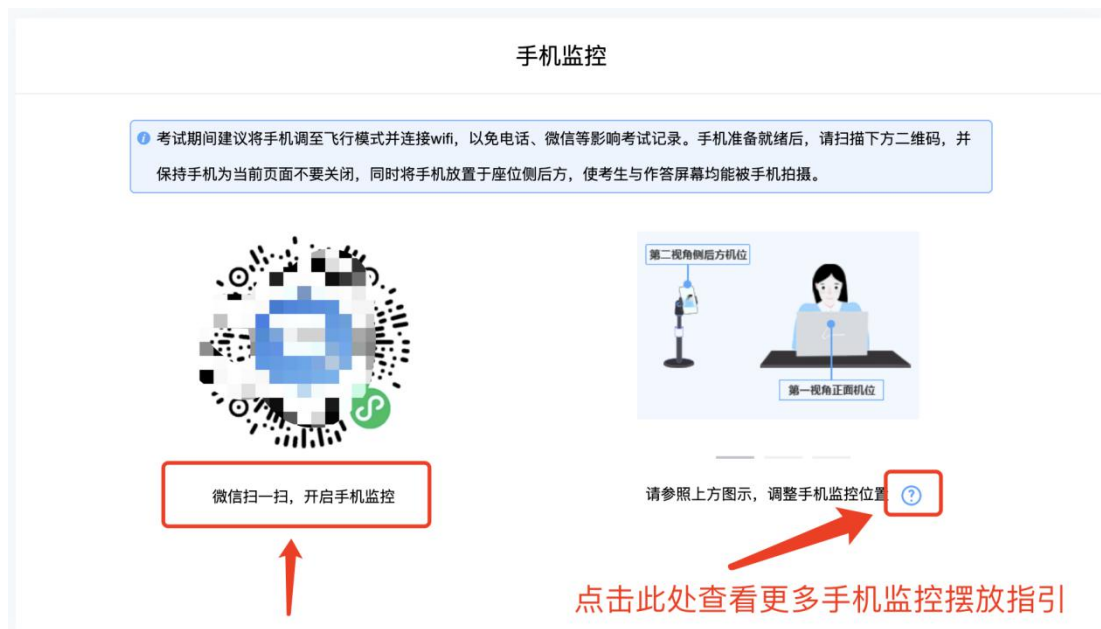 手机监控
考试期间建议将手机调至飞行模式并连接wifi，以免电话、微信等影响考试记录。手机准备就绪后，请扫描下方二维码，并
保持手机为当前页面不要关闭，同时将手机放置于座位侧后方，使考生与作答屏幕均能被手机拍摄。
第二视角侧后方机位
第一视角正面机位
微信扫一扫，开启手机监控
请参照上方图示，调整手机监控位置
点击此处查看更多手机监控摆放指引